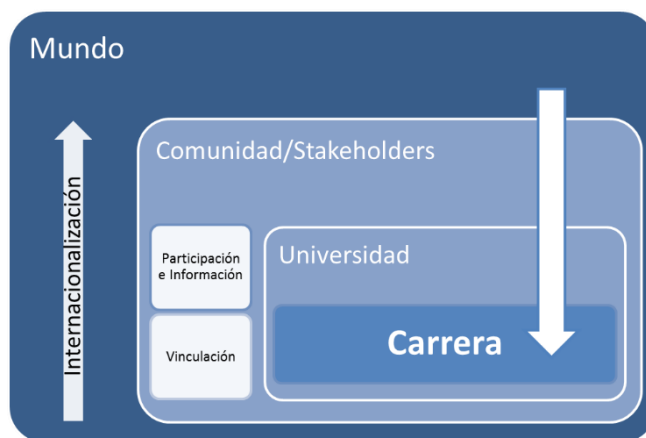 Mundo
Internacionalización
Comunidad/Stakeholders
Participación
e Información
Vinculación
Universidad
Carrera